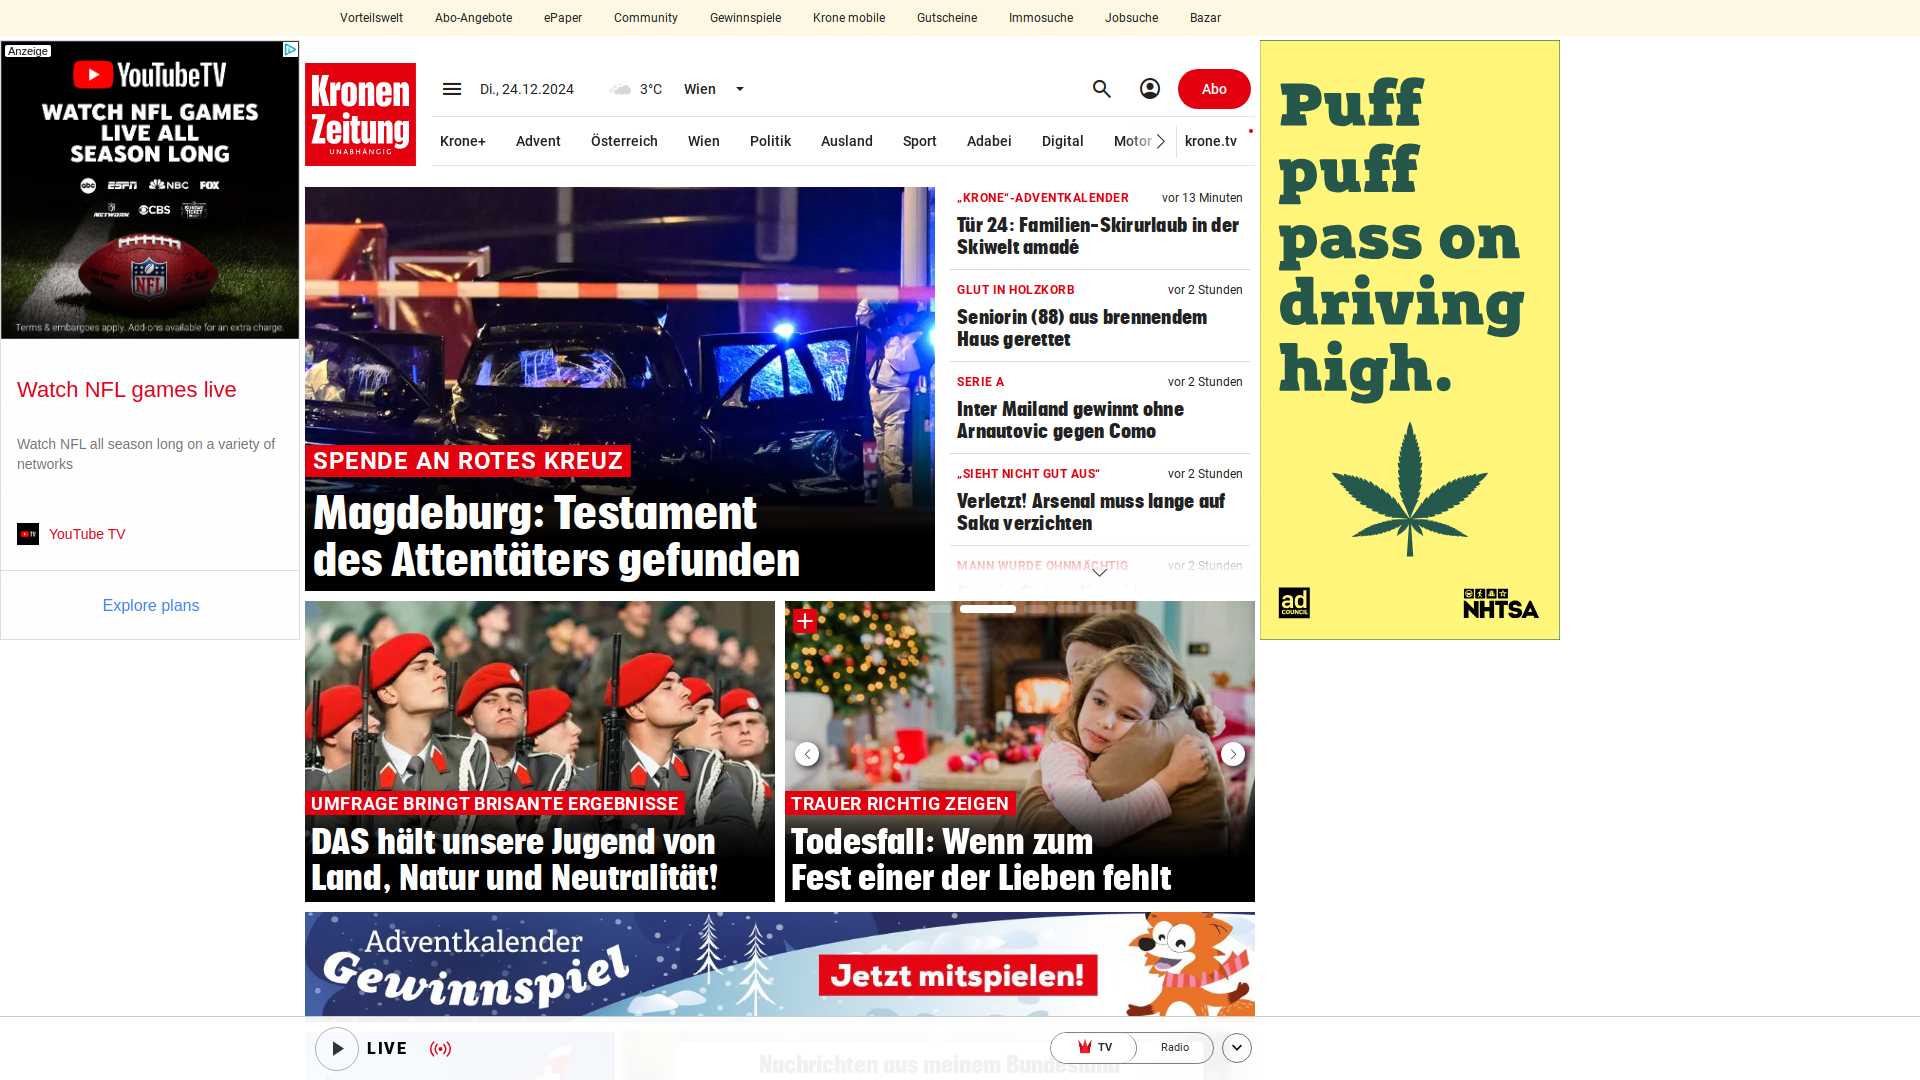 Vorteilswelt Abo-Angebote ePaper Community Gewinnspiele Krone mobile Gutscheine Immosuche Jobsuche Bazar
Anzeige
YouTubeTV
WATCH NFL GAMES
LIVE ALL
SEASON LONG
abc ESPN NBC FOX
NFL NETWORK CBS SUNDAY TICKET
NFL
Terms & embargoes apply. Add-ons available for an extra charge.
Watch NFL games live
Watch NFL all season long on a variety of
networks
YouTube TV
Explore plans
Kronen
Zeitung
UNABHÄNGIG
Di., 24.12.2024
3°C
Wien
Abo
Krone+ Advent Österreich Wien Politik Ausland Sport Adabei Digital Motor krone.tv
SPENDE AN ROTES KREUZ
Magdeburg: Testament
des Attentäters gefunden
„KRONE“-ADVENTKALENDER vor 13 Minuten
Tür 24: Familien-Skirurlaub in der
Skiwelt amadé
GLUT IN HOLZKORB vor 2 Stunden
Seniorin (88) aus brennendem
Haus gerettet
SERIE A vor 2 Stunden
Inter Mailand gewinnt ohne
Arnautovic gegen Como
„SIEHT NICHT GUT AUS“ vor 2 Stunden
Verletzt! Arsenal muss lange auf
Saka verzichten
MANN WURDE OHNMÄCHTIG vor 2 Stunden
UMFRAGE BRINGT BRISANTE ERGEBNISSE
DAS hält unsere Jugend von
Land, Natur und Neutralität!
TRAUER RICHTIG ZEIGEN
Todesfall: Wenn zum
Fest einer der Lieben fehlt
Adventkalender
Gewinnspiel
Jetzt mitspielen!
LIVE
Nachrichten aus meinem Bundesland
TV
Radio
Puff
puff
pass on
driving
high.
ad
COUNCIL
NHTSA